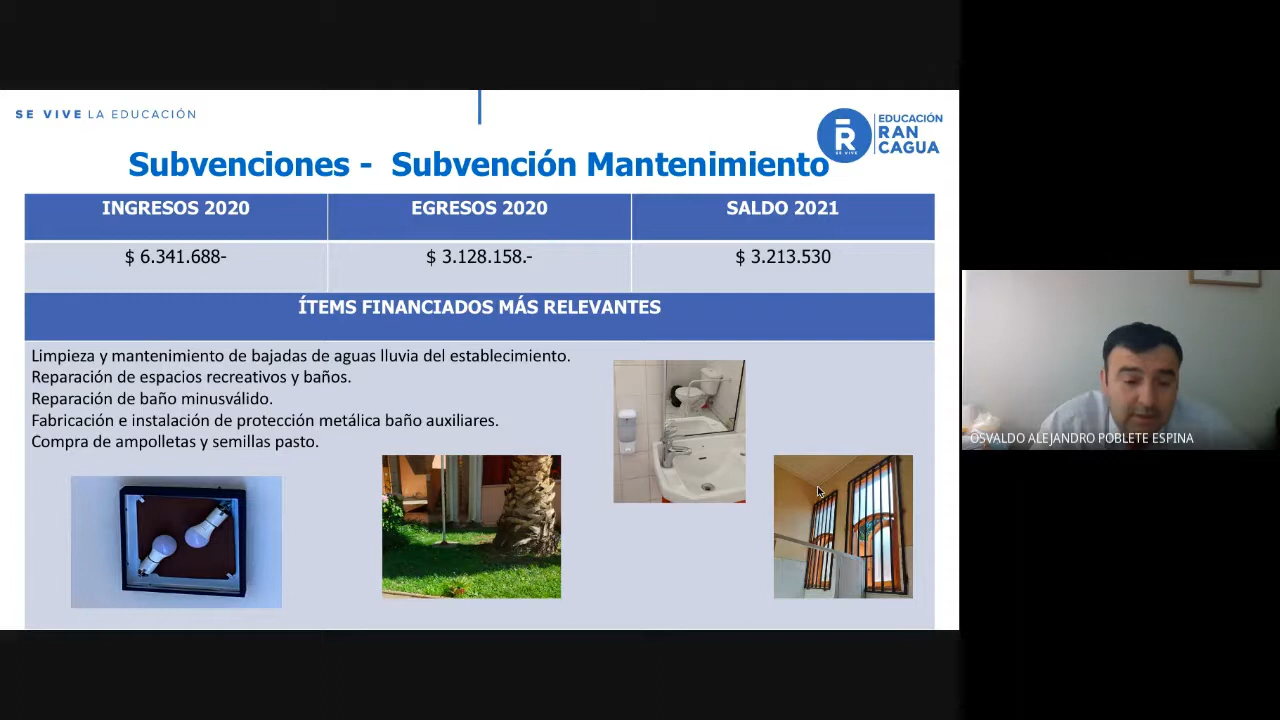 SE VIVE LA EDUCACIÓN
EDUCACIÓN
RAN
CAGUA
R
SE VIVE
Subvenciones - Subvención Mantenimiento
INGRESOS 2020 EGRESOS 2020 SALDO 2021
$ 6.341.688- $ 3.128.158.- $ 3.213.530
ÍTEMS FINANCIADOS MÁS RELEVANTES
Limpieza y mantenimiento de bajadas de aguas lluvia del establecimiento.
Reparación de espacios recreativos y baños.
Reparación de baño minusválido.
Fabricación e instalación de protección metálica baño auxiliares.
Compra de ampolletas y semillas pasto.
OSVALDO ALEJANDRO POBLETE ESPINA